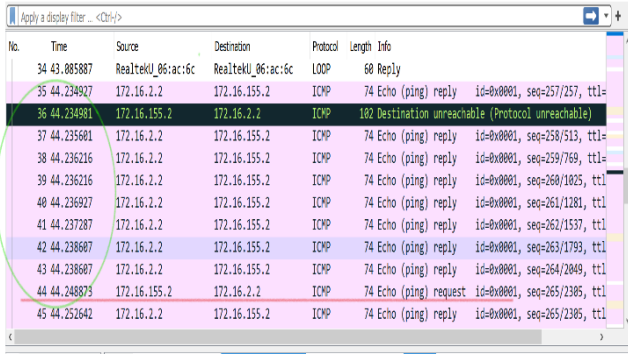 Apply a display filter ... <Ctrl-/>
No. Time Source Destination Protocol Length Info
34 43.085887 RealtekU_06:ac:6c RealtekU_06:ac:6c LOOP 60 Reply
35 44.234927 172.16.2.2 172.16.155.2 ICMP 74 Echo (ping) reply id=0x0001, seq=257/257, ttl=
36 44.234981 172.16.155.2 172.16.2.2 ICMP 102 Destination unreachable (Protocol unreachable)
37 44.235601 172.16.2.2 172.16.155.2 ICMP 74 Echo (ping) reply id=0x0001, seq=258/513, ttl=
38 44.236216 172.16.2.2 172.16.155.2 ICMP 74 Echo (ping) reply id=0x0001, seq=259/769, ttl=
39 44.236216 172.16.2.2 172.16.155.2 ICMP 74 Echo (ping) reply id=0x0001, seq=260/1025, ttl
40 44.236927 172.16.2.2 172.16.155.2 ICMP 74 Echo (ping) reply id=0x0001, seq=261/1281, ttl
41 44.237287 172.16.2.2 172.16.155.2 ICMP 74 Echo (ping) reply id=0x0001, seq=262/1537, ttl
42 44.238607 172.16.2.2 172.16.155.2 ICMP 74 Echo (ping) reply id=0x0001, seq=263/1793, ttl
43 44.238607 172.16.2.2 172.16.155.2 ICMP 74 Echo (ping) reply id=0x0001, seq=264/2049, ttl
44 44.248873 172.16.155.2 172.16.2.2 ICMP 74 Echo (ping) request id=0x0001, seq=265/2305, ttl
45 44.252642 172.16.2.2 172.16.155.2 ICMP 74 Echo (ping) reply id=0x0001, seq=265/2305, ttl